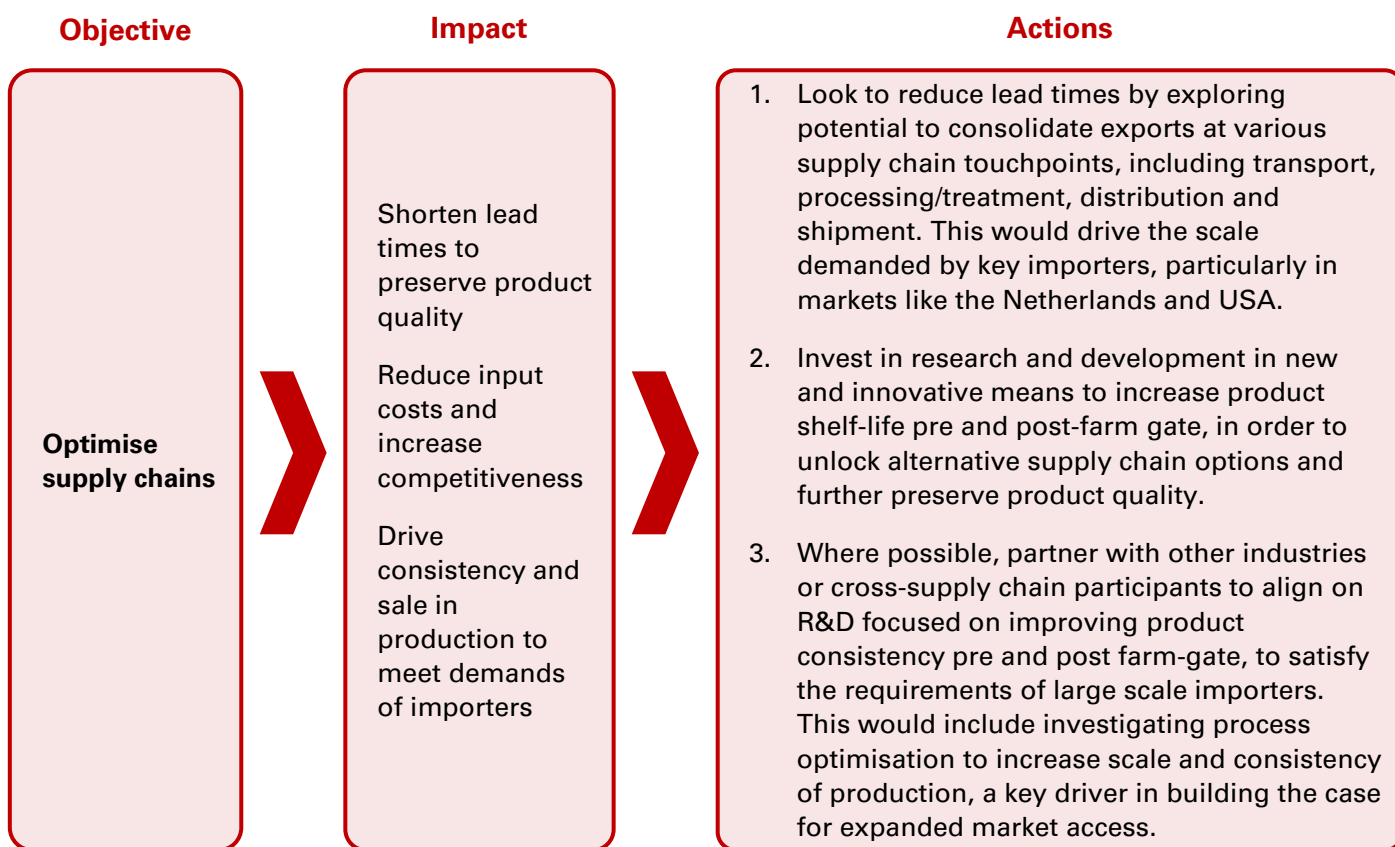 Objective
Impact
Actions
Optimise
supply chains
Shorten lead
times to
preserve product
quality
Reduce input
costs and
increase
competitiveness
Drive
consistency and
sale in
production to
meet demands
of importers
1. Look to reduce lead times by exploring
potential to consolidate exports at various
supply chain touchpoints, including transport,
processing/treatment, distribution and
shipment. This would drive the scale
demanded by key importers, particularly in
markets like the Netherlands and USA.
2. Invest in research and development in new
and innovative means to increase product
shelf-life pre and post-farm gate, in order to
unlock alternative supply chain options and
further preserve product quality.
3. Where possible, partner with other industries
or cross-supply chain participants to align on
R&D focused on improving product
consistency pre and post farm-gate, to satisfy
the requirements of large scale importers.
This would include investigating process
optimisation to increase scale and consistency
of production, a key driver in building the case
for expanded market access.